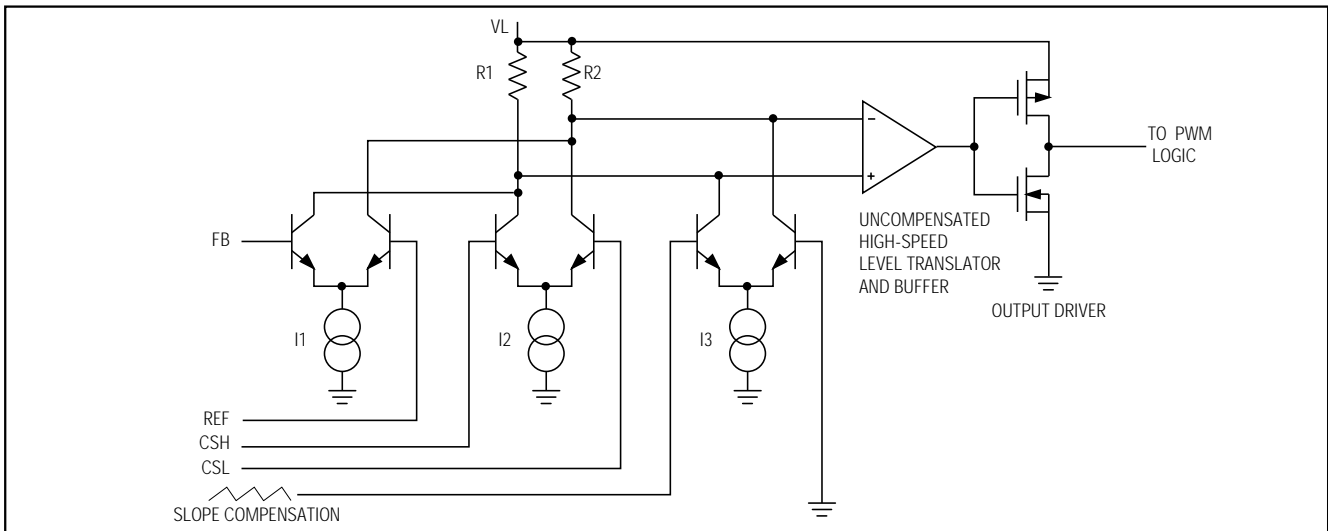 VL
R1
R2
−
+
TO PWM
LOGIC
FB
UNCOMPENSATED
HIGH-SPEED
LEVEL TRANSLATOR
AND BUFFER
OUTPUT DRIVER
I1
I2
I3
REF
CSH
CSL
SLOPE COMPENSATION